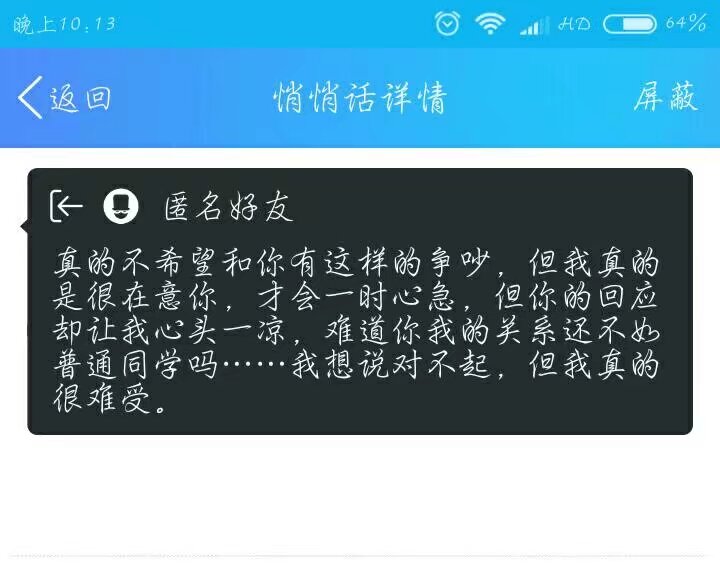 晚上10:13
HD
64%
返回
悄悄话详情
屏蔽
匿名好友
真的不希望和你有这样的争吵，但我真的
是很在意你，才会一时心急，但你的回应
却让我心头一凉，难道你我的关系还不如
普通同学吗……我想说对不起，但我真的
很难受。